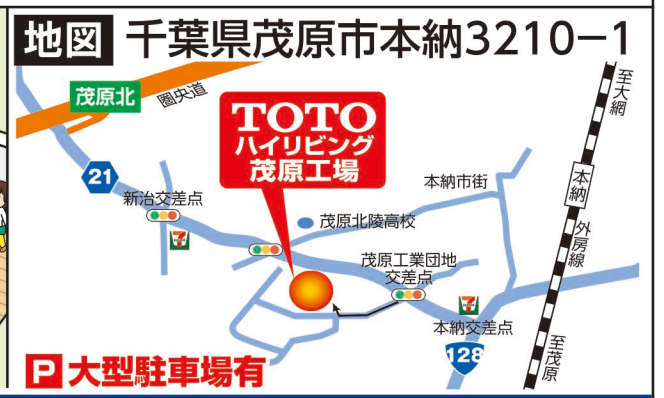 地図 千葉県茂原市本納3210-1
茂原北
圏央道
TOTO
ハイリビング
茂原工場
至大網
21
新治交差点
本納市街
本納
7
茂原北陵高校
外房線
茂原工業団地
交差点
7
本納交差点
128
至茂原
P 大型駐車場有